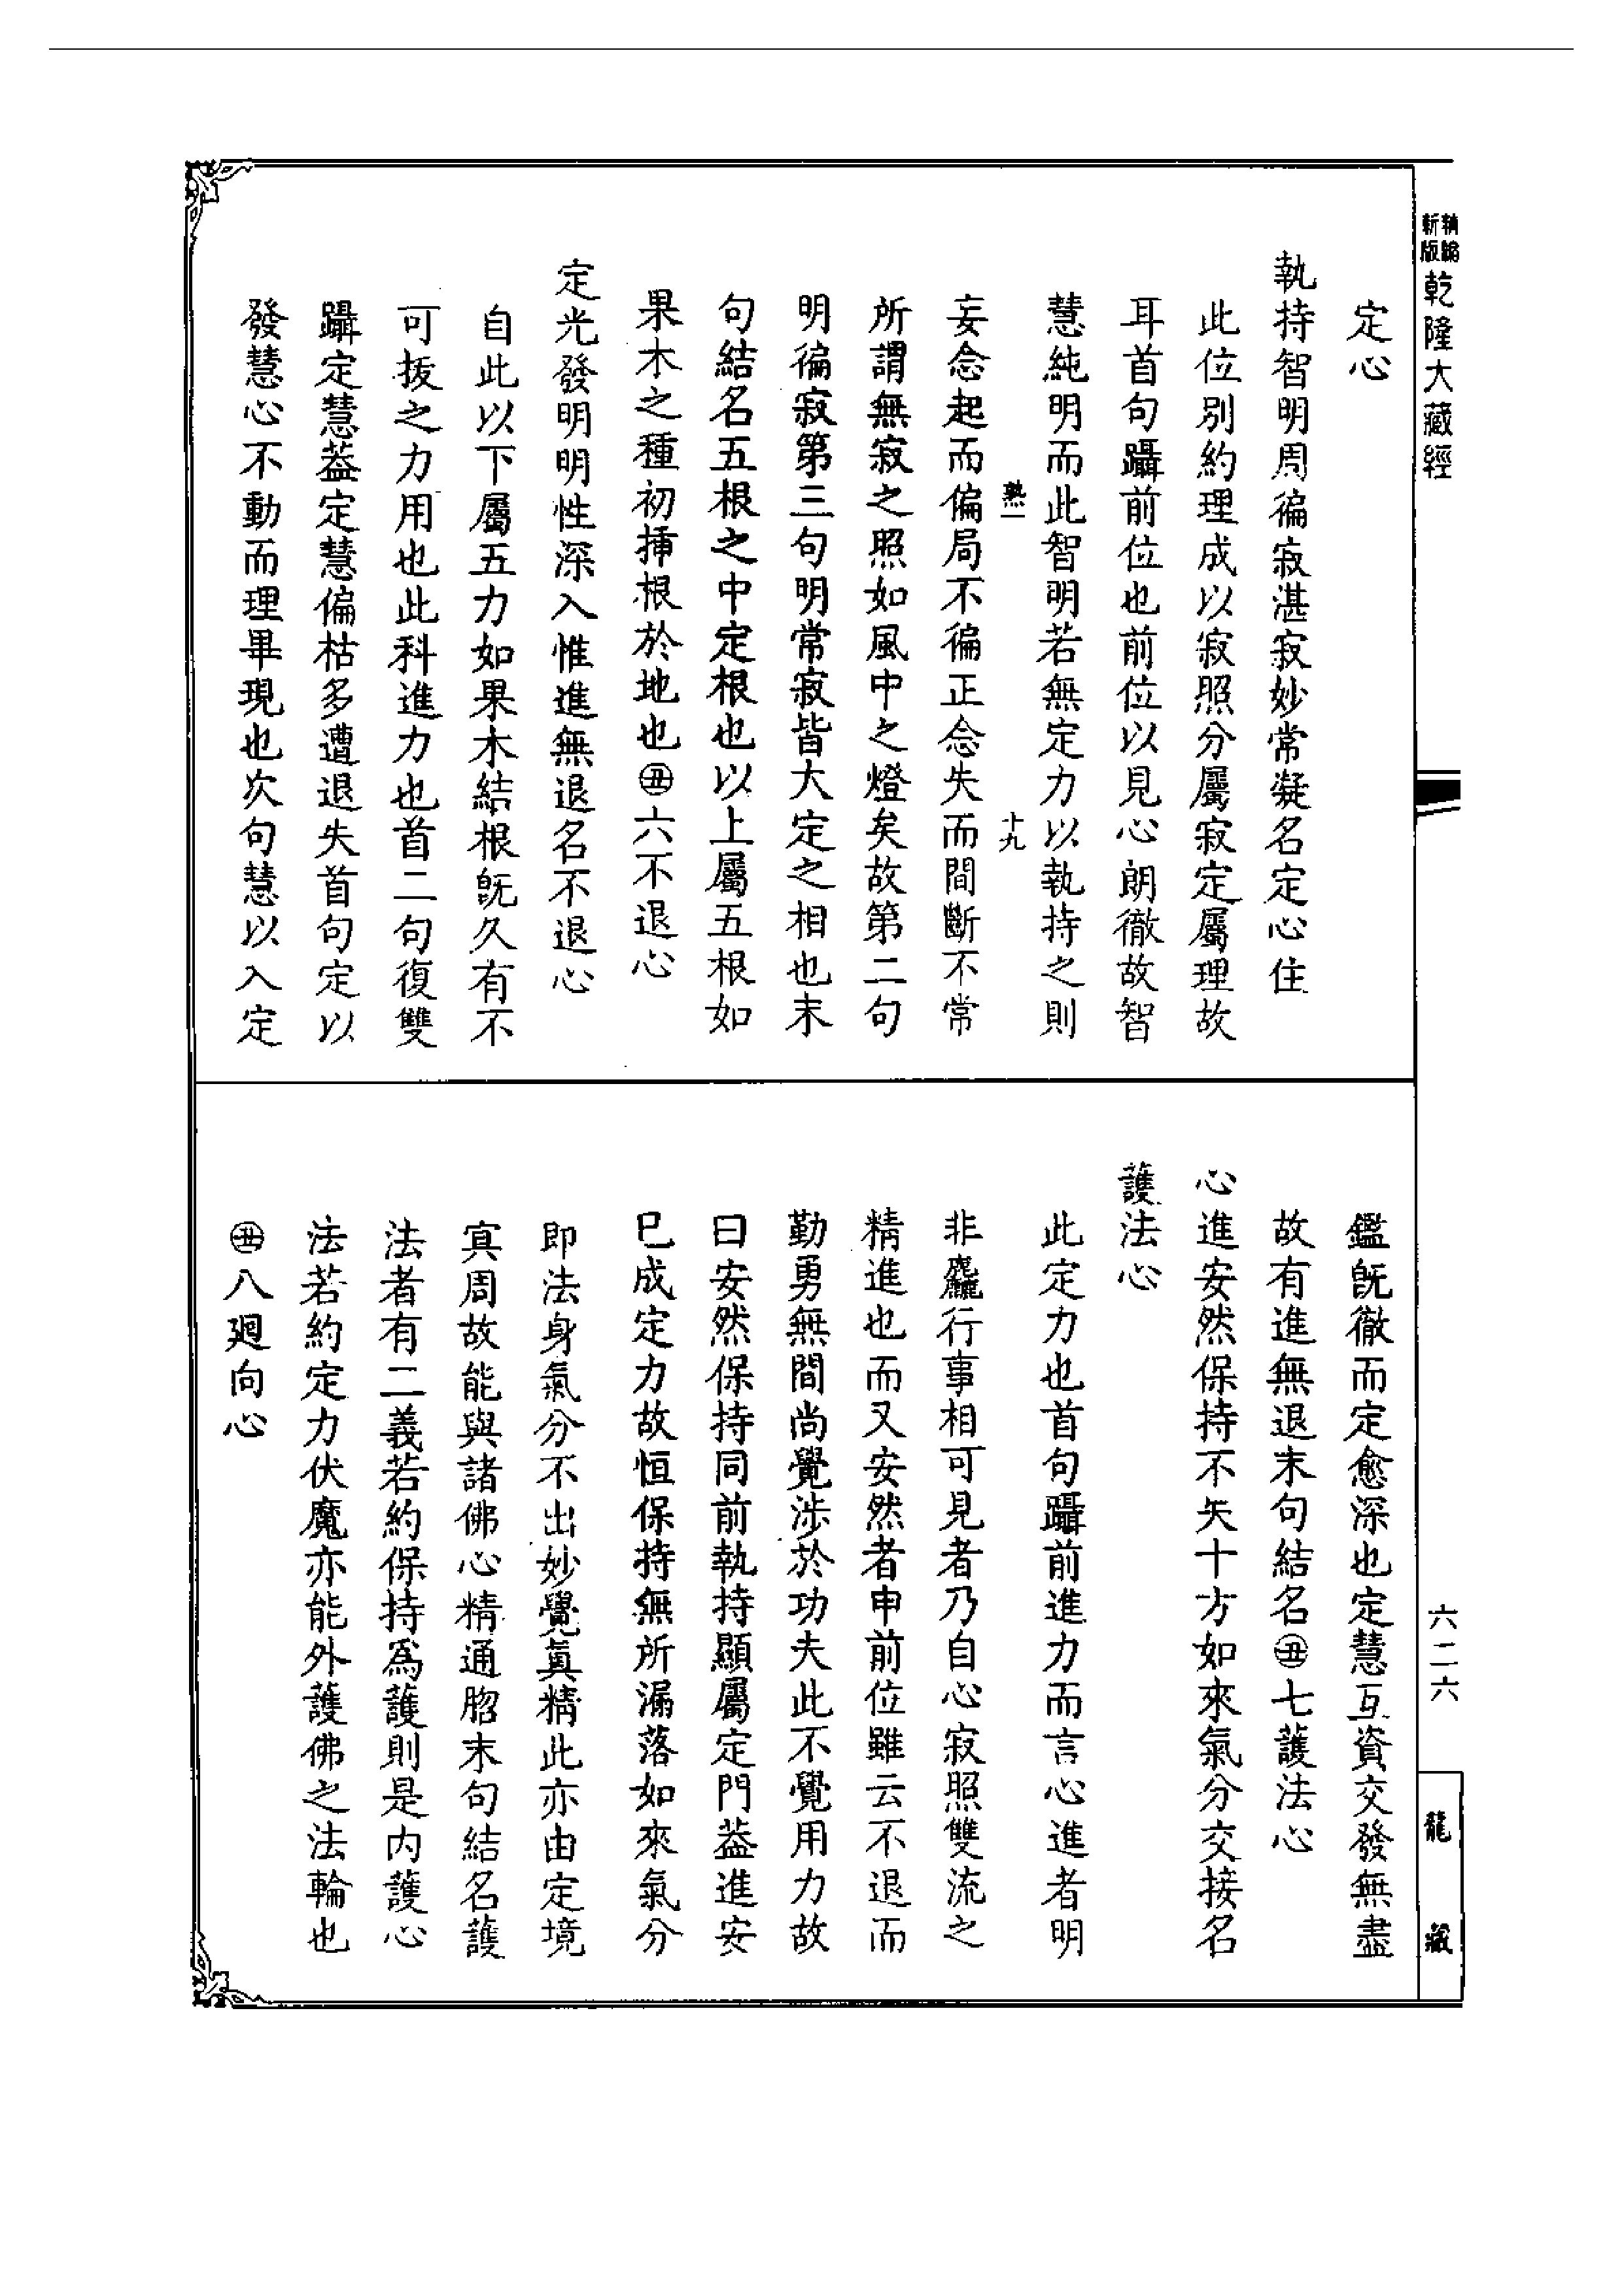 新版
精編
乾隆大藏經
六二六
龍藏
定心
執持智明周徧寂湛寂妙常凝名定心住
此位別約理成以寂照分屬寂定屬理故
耳首句躡前位也前位以見心朗徹故智
慧純明而此智明若無定力以執持之則
熟一
十九
妄念起而偏局不徧正念失而間斷不常
所謂無寂之照如風中之燈矣故第二句
明徧寂第三句明常寂皆大定之相也末
句結名五根之中定根也以上屬五根如
果木之種初揷根於地也㊄六不退心
定光發明明性深入惟進無退名不退心
自此以下屬五力如果木結根旣久有不
可拔之力用也此科進力也首二句復雙
躡定慧葢定慧偏枯多遭退失首句定以
發慧心不動而理畢現也次句慧以入定
鑑旣徹而定愈深也定慧互資交發無盡
故有進無退末句結名丑七護法心
心進安然保持不失十方如來氣分交接名
護法心
此定力也首句躡前進力而言心進者明
非麤行事相可見者乃自心寂照雙流之
精進也而又安然者申前位雖云不退而
勤勇無間尚覺涉於功夫此不覺用力故
曰安然保持同前執持顯屬定門葢進安
巳成定力故恒保持無所漏落如來氣分
即法身氣分不出妙覺眞精此亦由定境
寘周故能與諸佛心精通㳷末句結名護
法者有二義若約保持爲護則是内護心
法若約定力伏魔亦能外護佛之法輪也
丑八廻向心